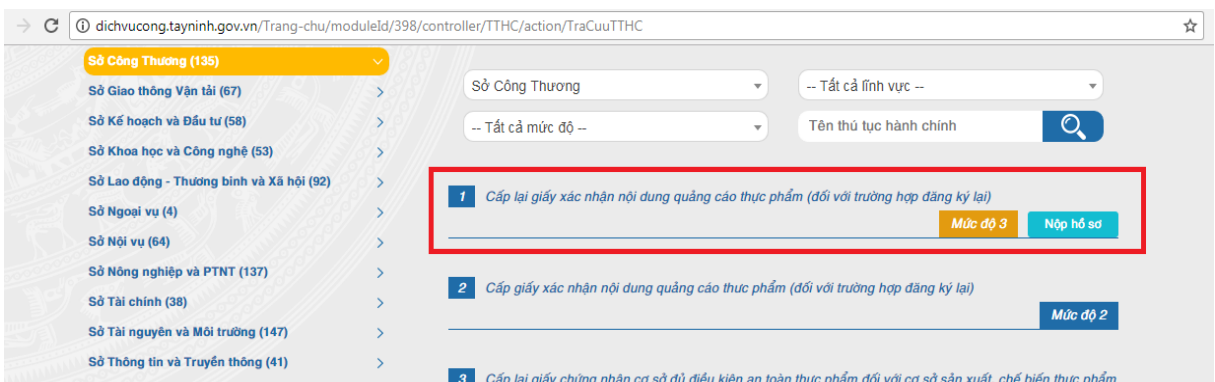 dichvucong.tayninh.gov.vn/Trang-chu/moduleId/398/controller/TTHC/action/TraCuuTTHC
Sở Công Thương (135)
Sở Giao thông Vận tải (67)
Sở Kế hoạch và Đầu tư (58)
Sở Khoa học và Công nghệ (53)
Sở Lao động - Thương binh và Xã hội (92)
Sở Ngoại vụ (4)
Sở Nội vụ (64)
Sở Nông nghiệp và PTNT (137)
Sở Tài chính (38)
Sở Tài nguyên và Môi trường (147)
Sở Thông tin và Truyền thông (41)
Sở Công Thương
-- Tất cả lĩnh vực --
-- Tất cả mức độ --
Tên thú tục hành chính
1 Cấp lại giấy xác nhận nội dung quảng cáo thực phẩm (đối với trường hợp đăng ký lại)
Mức độ 3 Nộp hồ sơ
2 Cấp giấy xác nhận nội dung quảng cáo thưc phẩm (đối với trường hợp đăng ký lại)
Mức độ 2
3 Cấp lại giấy chứng nhận cơ sở đủ điều kiện an toàn thực phẩm đối với cơ sở sản xuất, chế biến thực phẩm